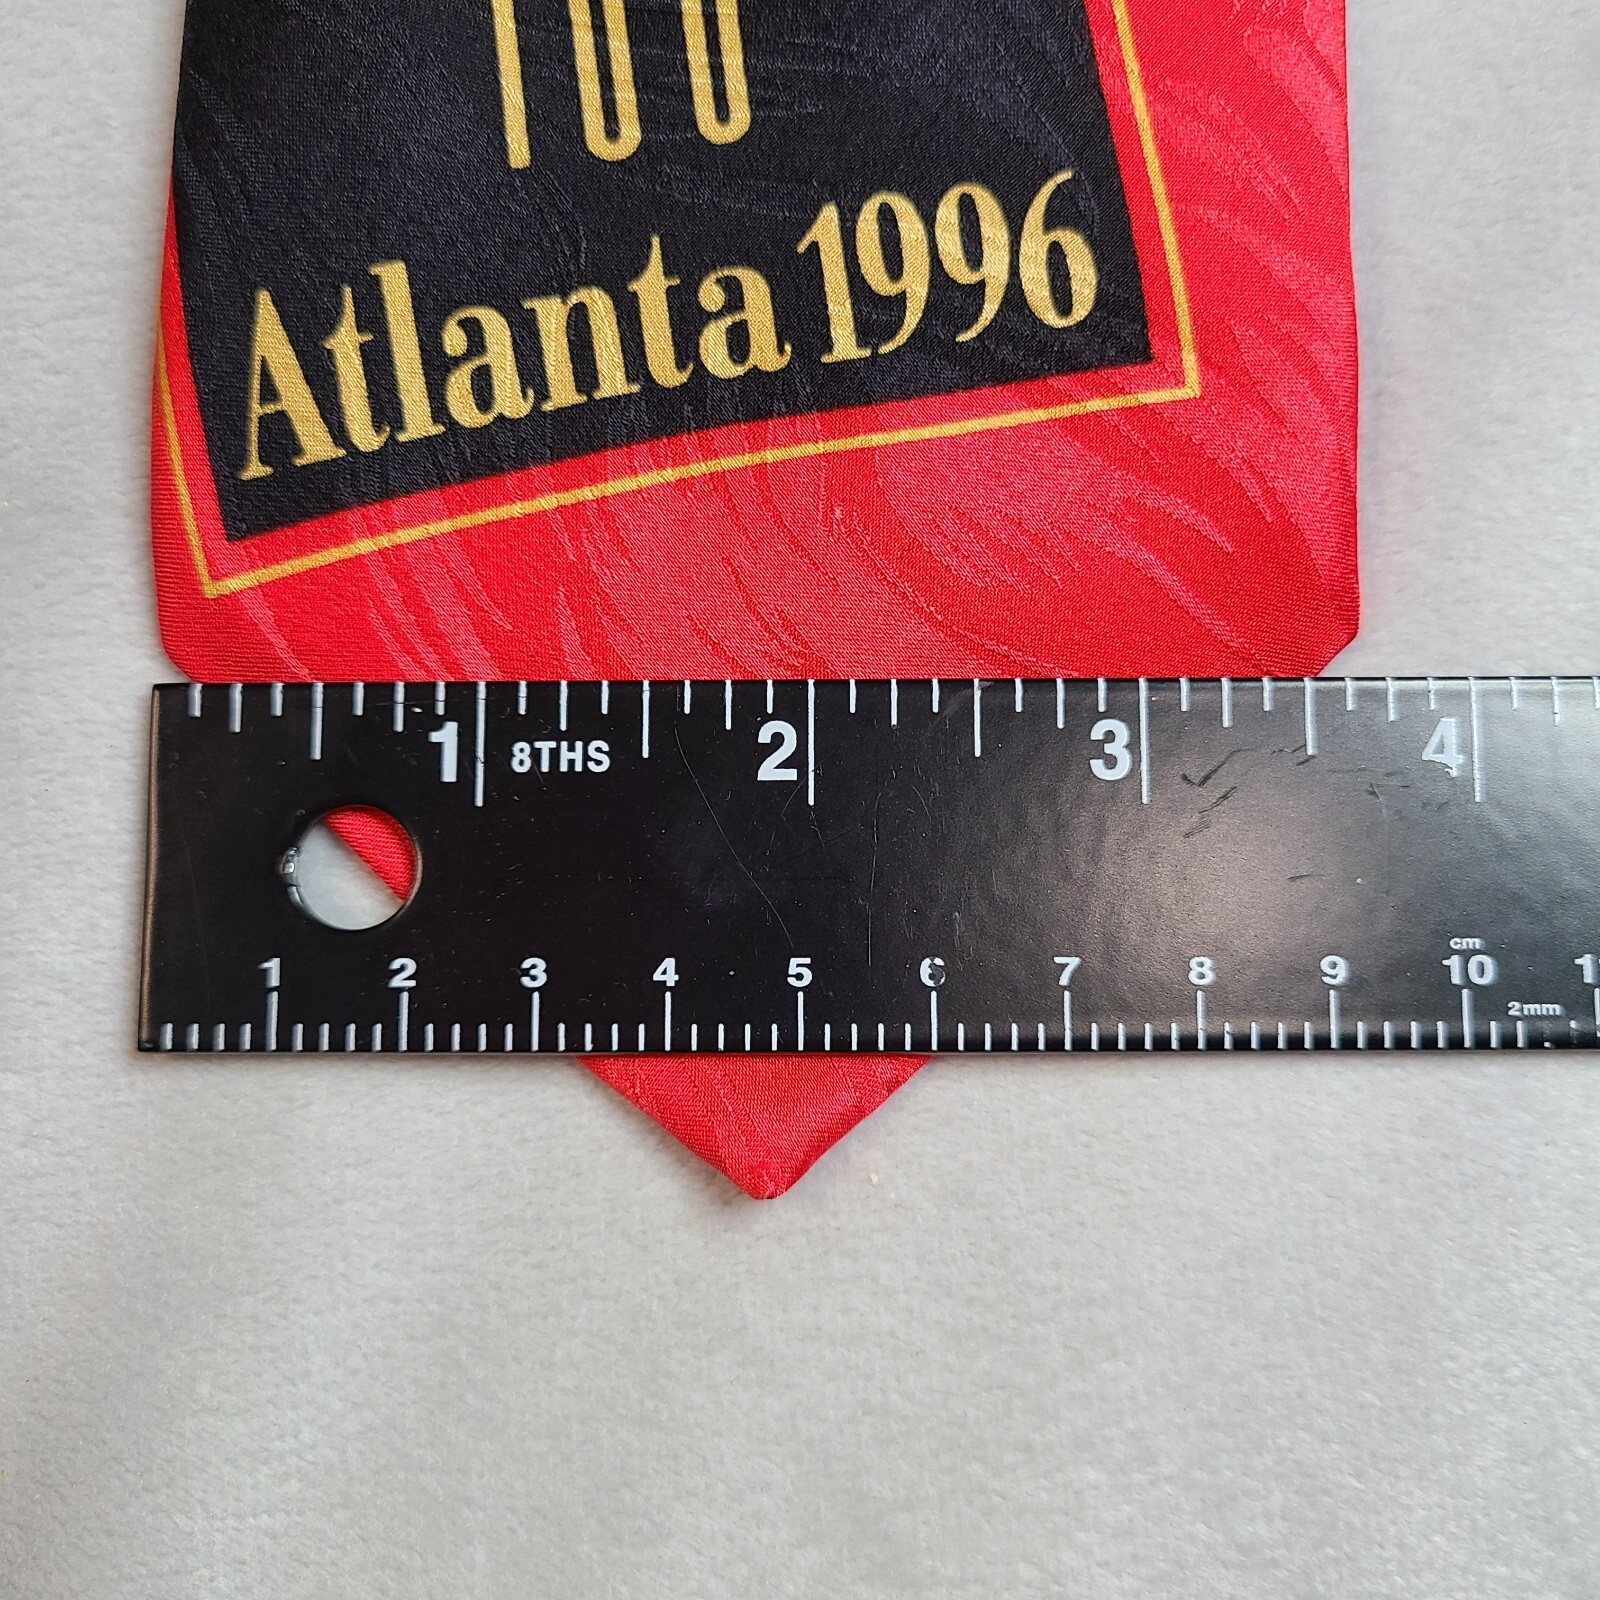 100
Atlanta 1996
1 8THS 2 3 4
cm
1 2 3 4 5 6 7 8 9 10
2mm